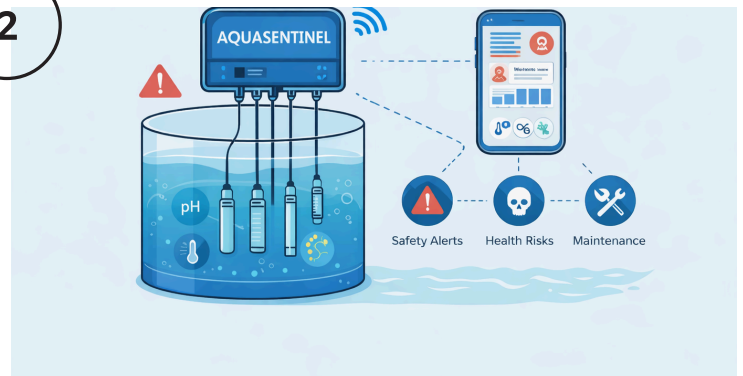 2
AQUASENTINEL
pH
Safety Alerts
Health Risks
Maintenance